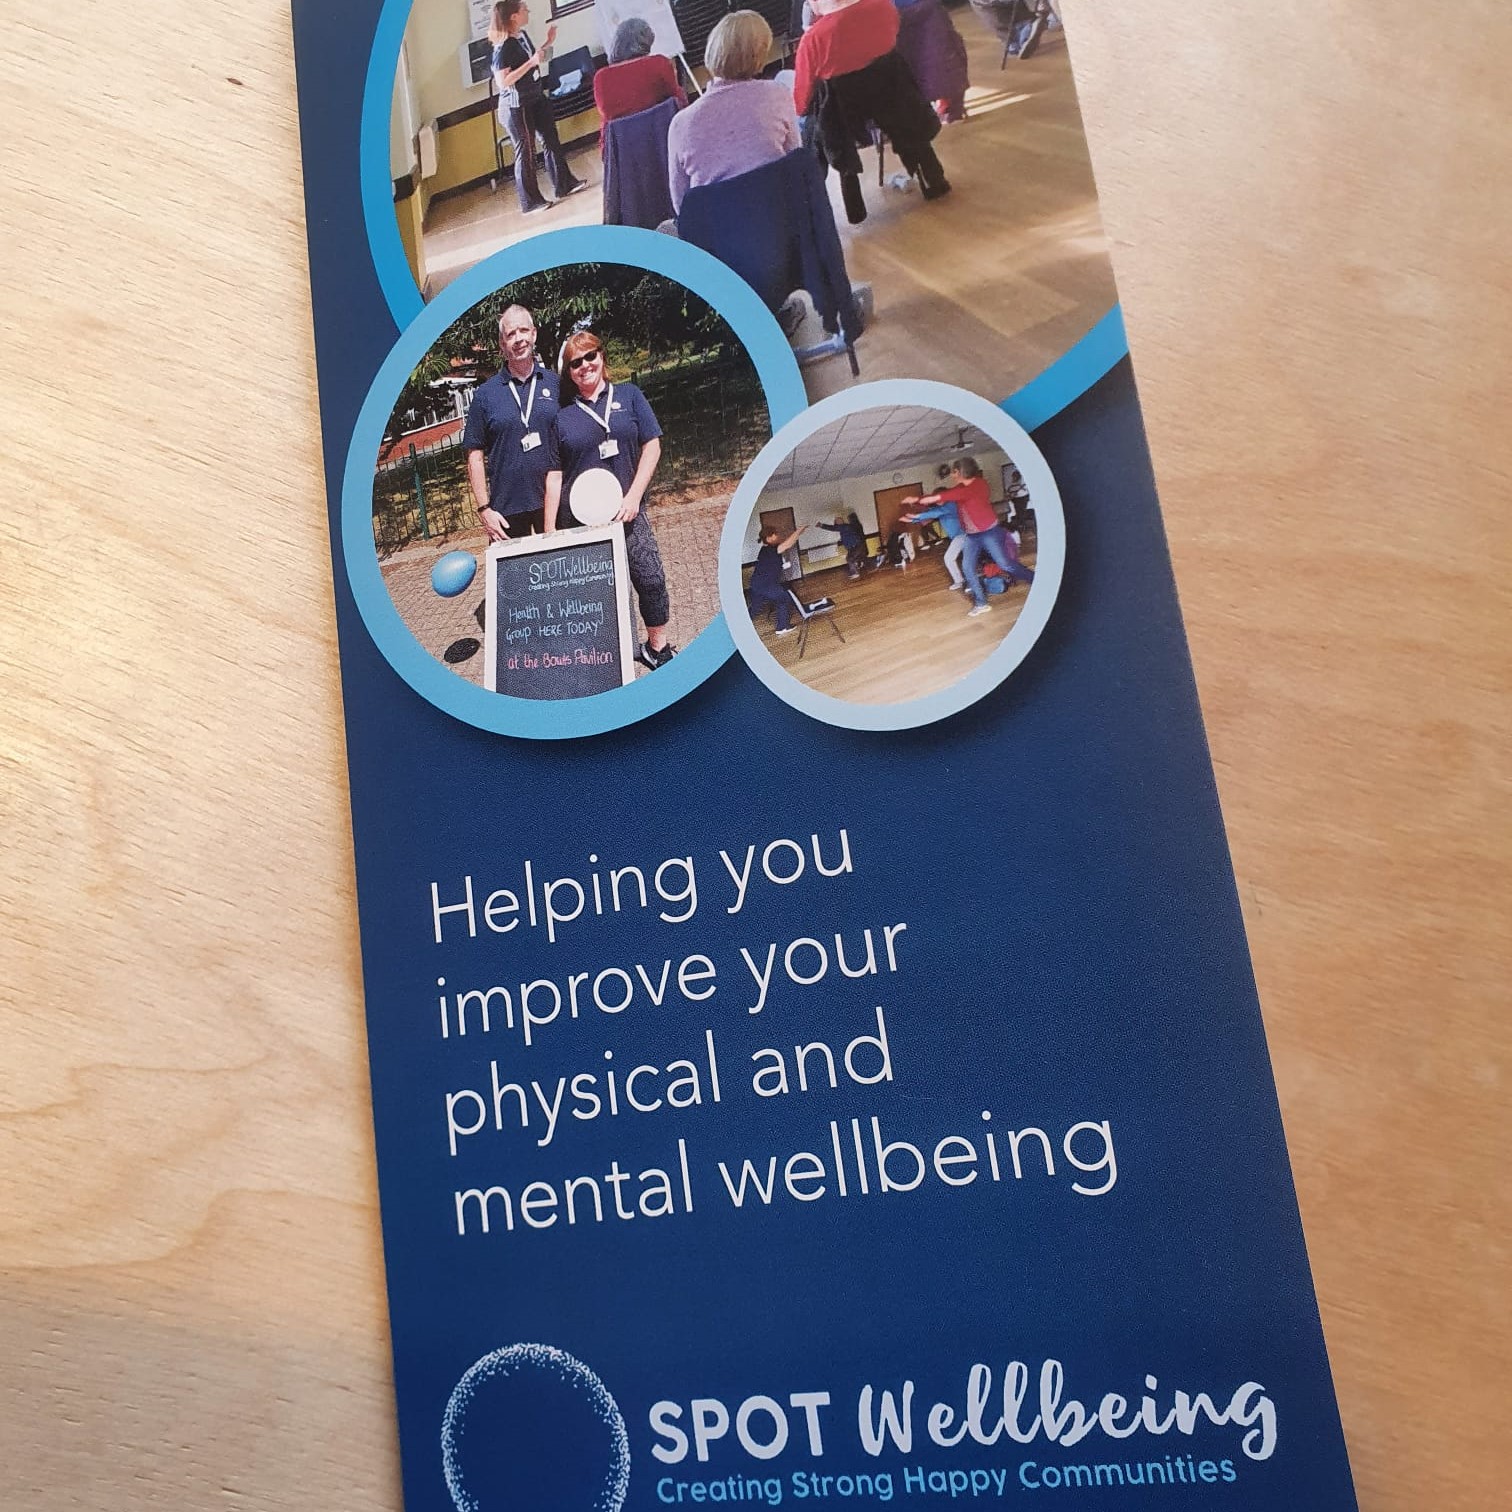 SPOT Wellbeing
Creating Strong Happy Communities
Health & Wellbeing
Group HERE TODAY
at the Bowls Pavilion
Helping you
improve your
physical and
mental wellbeing
SPOT Wellbeing
Creating Strong Happy Communities